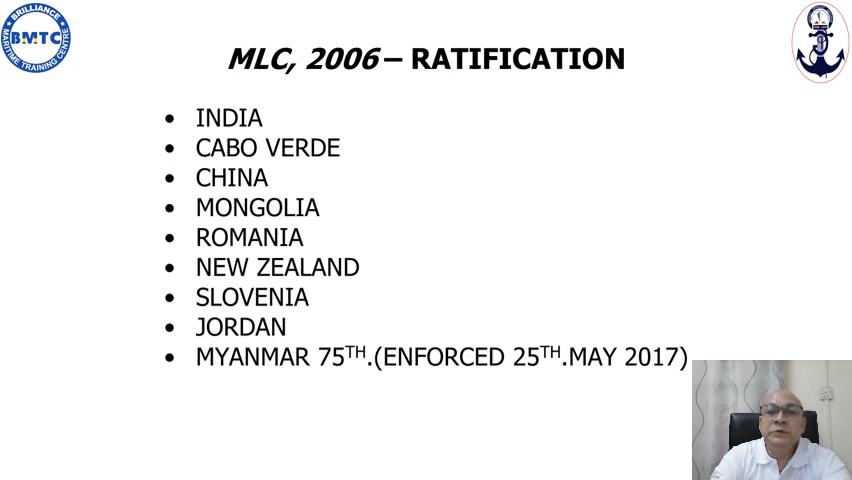 BRILLIANCE
BMTC
MARITIME TRAINING CENTRE
MLC, 2006 – RATIFICATION
• INDIA
• CABO VERDE
• CHINA
• MONGOLIA
• ROMANIA
• NEW ZEALAND
• SLOVENIA
• JORDAN
• MYANMAR 75TH.(ENFORCED 25TH.MAY 2017)